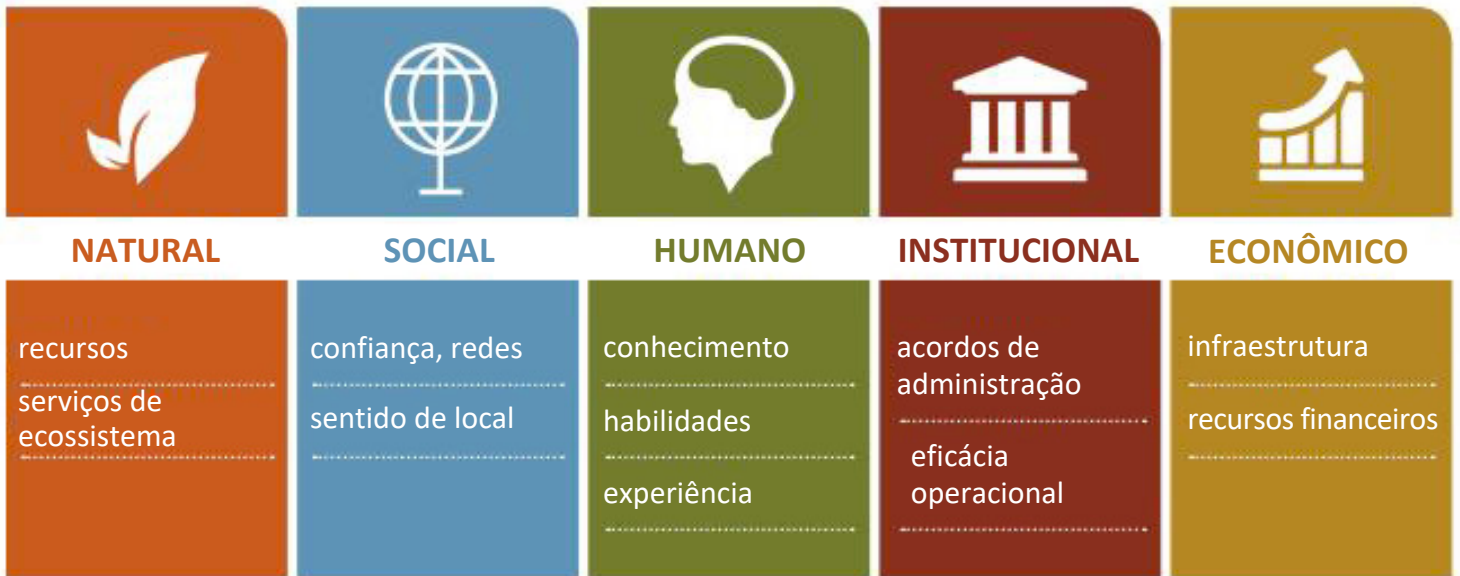 NATURAL
recursos
serviços de
ecossistema
SOCIAL
confiança, redes
sentido de local
HUMANO
conhecimento
habilidades
experiência
INSTITUCIONAL
acordos de
administração
eficácia
operacional
ECONÔMICO
infraestrutura
recursos financeiros